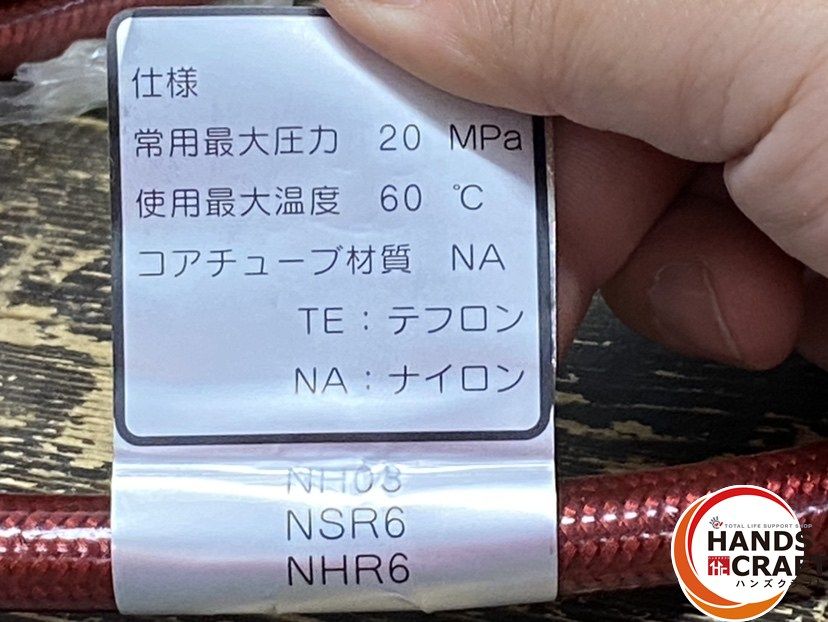 仕様
常用最大圧力 20 MPa
使用最大温度 60 ℃
コアチューブ材質 NA
TE：テフロン
NA：ナイロン
NH03
NSR6
NHR6
TOTAL LIFE SUPPORT SHOP
HANDS
CRAFT
ハンズク